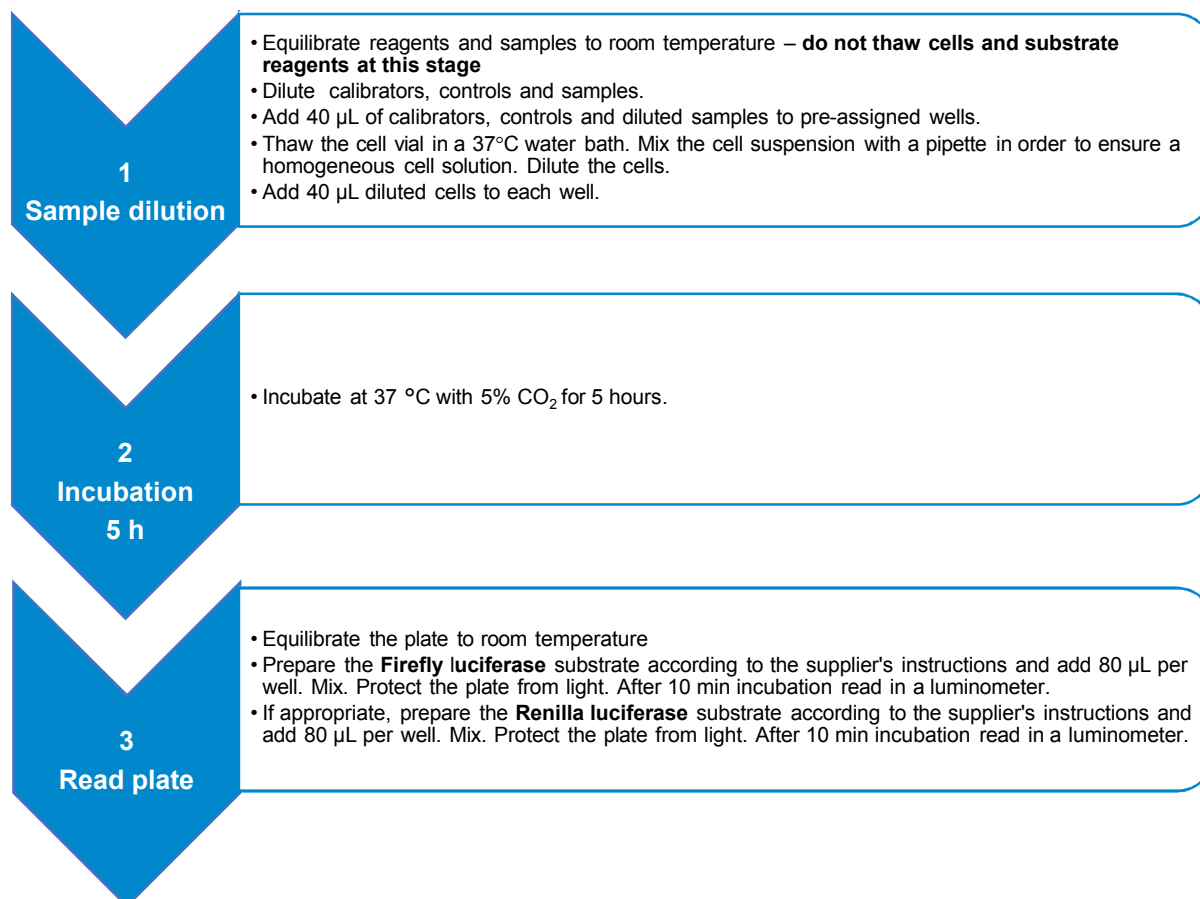 1
Sample dilution
• Equilibrate reagents and samples to room temperature – do not thaw cells and substrate
reagents at this stage
• Dilute calibrators, controls and samples.
• Add 40 µL of calibrators, controls and diluted samples to pre-assigned wells.
• Thaw the cell vial in a 37°C water bath. Mix the cell suspension with a pipette in order to ensure a
homogeneous cell solution. Dilute the cells.
• Add 40 µL diluted cells to each well.
2
Incubation
5 h
• Incubate at 37 °C with 5% CO₂ for 5 hours.
3
Read plate
• Equilibrate the plate to room temperature
• Prepare the Firefly luciferase substrate according to the supplier's instructions and add 80 µL per
well. Mix. Protect the plate from light. After 10 min incubation read in a luminometer.
• If appropriate, prepare the Renilla luciferase substrate according to the supplier's instructions and
add 80 µL per well. Mix. Protect the plate from light. After 10 min incubation read in a luminometer.